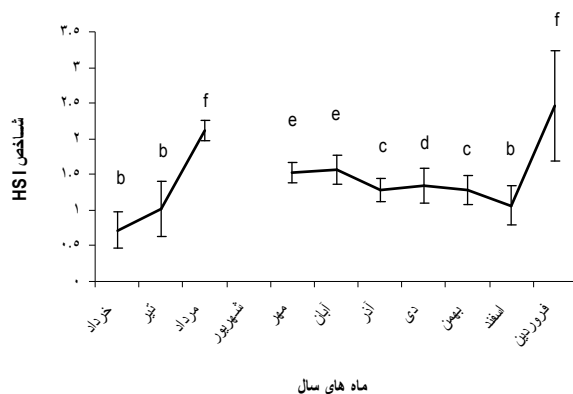 شاخص HSI
۳.۵
۳
۲.۵
۲
۱.۵
۱
۰.۵
۰
b
b
f
e
e
c
d
c
b
f
خرداد
تیر
مرداد
شهریور
مهر
آبان
آذر
دی
بهمن
اسفند
فروردین
ماه های سال